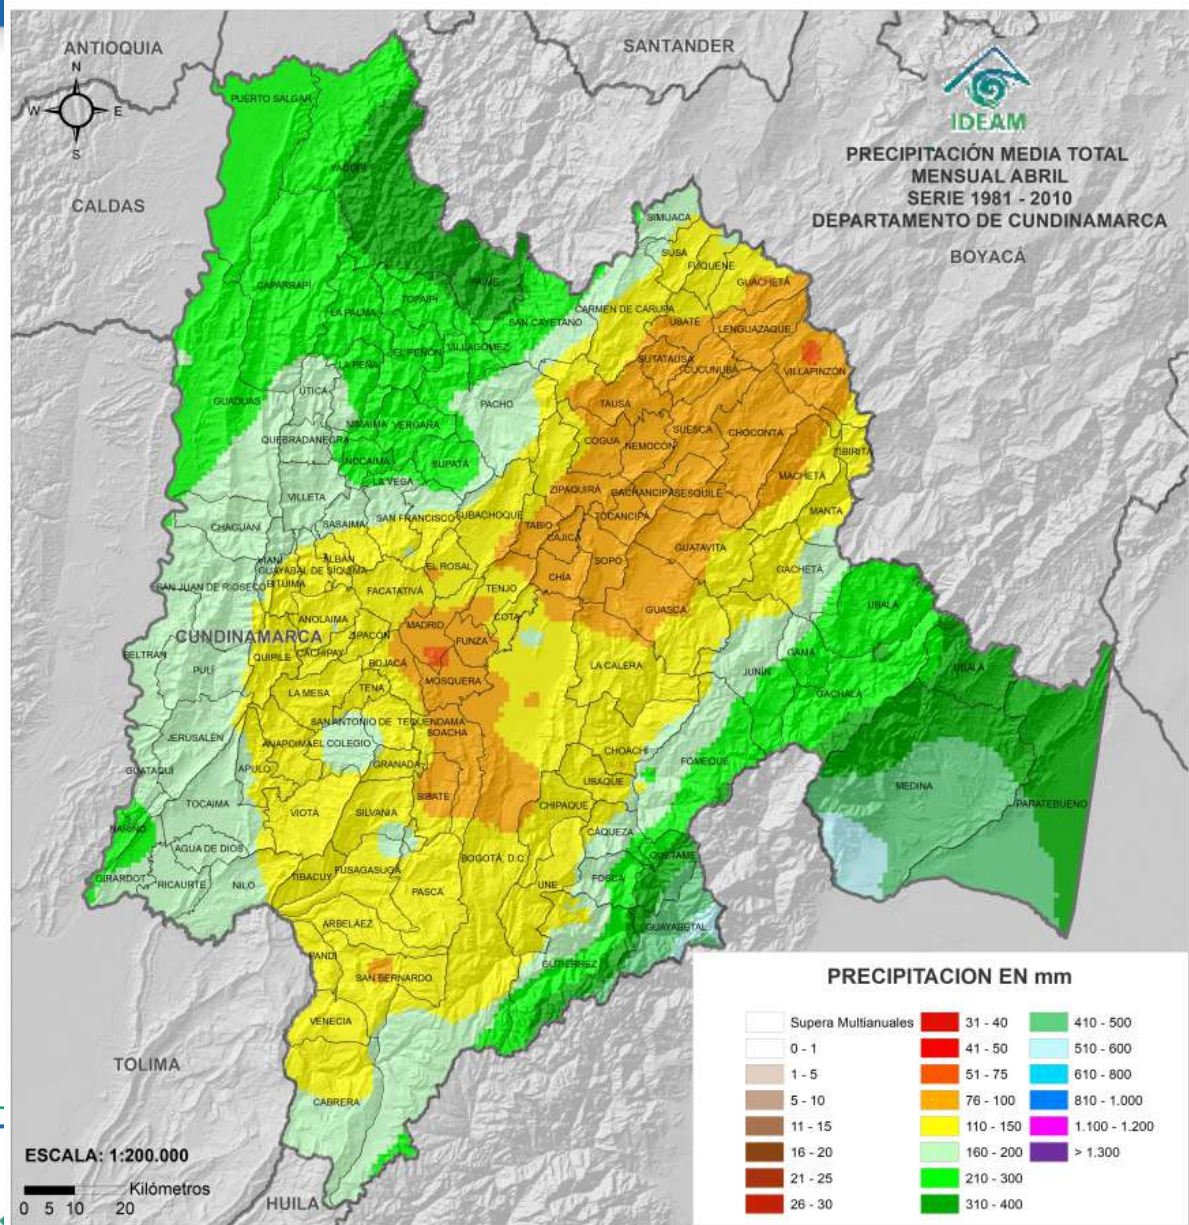 ANTIOQUIA
SANTANDER
N
W
E
S
IDEAM
PRECIPITACIÓN MEDIA TOTAL
MENSUAL ABRIL
SERIE 1981 - 2010
DEPARTAMENTO DE CUNDINAMARCA
CALDAS
BOYACÁ
PUERTO SALGAR
YACOPÍ
SIMIJACA
SUSA
FÚQUENE
GUACHETÁ
CAPARRAPÍ
PAIME
TOPAIPÍ
LA PALMA
SAN CAYETANO
CARMEN DE CARUPA
UBATÉ
LENGUAZAQUE
EL PEÑÓN
VILLAGÓMEZ
LA PEÑA
SUTATAUSA
CUCUNUBÁ
VILLAPINZÓN
GUADUAS
ÚTICA
PACHO
TAUSA
NIMAIMA
VERGARA
SUESCA
CHOCONTÁ
QUEBRADANEGRA
COGUA
NEMOCÓN
TIBIRITA
NOCAIMA
SUPATÁ
MACHETÁ
LA VEGA
ZIPAQUIRÁ
GACHANCIPÁ
SESQUILÉ
VILLETA
MANTA
CHAGUANÍ
SASAIMA
SAN FRANCISCO
SUBACHOQUE
TABIO
TOCANCIPÁ
CAJICÁ
GUATAVITA
VIANÍ
ALBÁN
GUAYABAL DE SÍQUIMA
EL ROSAL
SOPÓ
GACHETÁ
SAN JUAN DE RIOSECO
BITUIMA
FACATATIVÁ
TENJO
CHÍA
GUASCA
UBALÁ
ANOLAIMA
MADRID
COTA
CUNDINAMARCA
ZIPACÓN
FUNZA
BELTRÁN
QUIPILE
CACHIPAY
BOJACÁ
LA CALERA
GAMA
UBALÁ
PULÍ
JUNÍN
MOSQUERA
GACHALÁ
LA MESA
TENA
SAN ANTONIO DE TEQUENDAMA
SOACHA
JERUSALÉN
ANAPOIMA
EL COLEGIO
CHOACHÍ
GUATAQUÍ
APULO
GRANADA
FÓMEQUE
UBAQUE
MEDINA
SIBATÉ
TOCAIMA
VIOTÁ
SILVANIA
CHIPAQUE
PARATEBUENO
NARIÑO
CÁQUEZA
AGUA DE DIOS
BOGOTÁ, D.C.
QUETAME
GIRARDOT
RICAURTE
NILO
TIBACUY
FUSAGASUGÁ
PASCA
UNE
FOSCA
ARBELÁEZ
GUAYABETAL
PANDI
SAN BERNARDO
GUTIÉRREZ
VENECIA
TOLIMA
CABRERA
HUILA
ESCALA: 1:200.000
Kilómetros
0 5 10 20
PRECIPITACION EN mm
Supera Multianuales
0 - 1
1 - 5
5 - 10
11 - 15
16 - 20
21 - 25
26 - 30
31 - 40
41 - 50
51 - 75
76 - 100
110 - 150
160 - 200
210 - 300
310 - 400
410 - 500
510 - 600
610 - 800
810 - 1.000
1.100 - 1.200
> 1.300